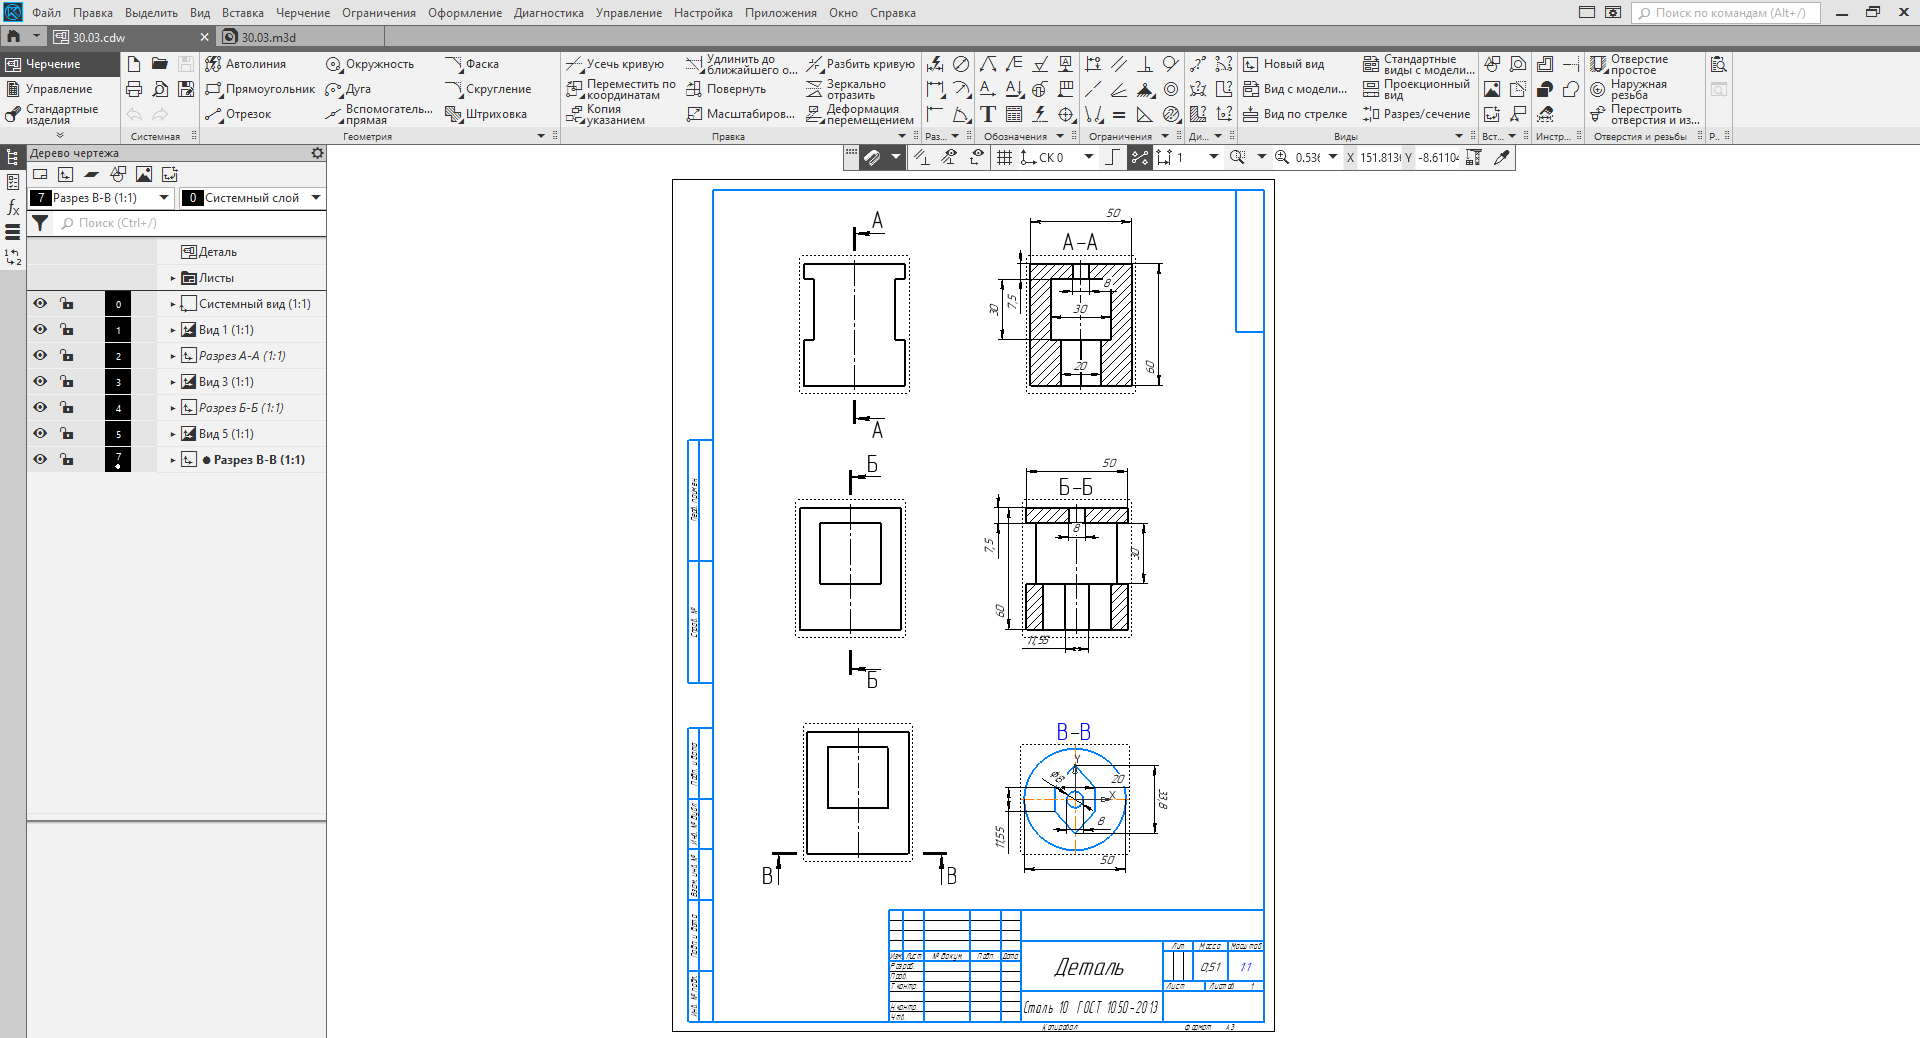 Файл Правка Выделить Вид Вставка Черчение Ограничения Оформление Диагностика Управление Настройка Приложения Окно Справка
Поиск по командам (Alt+/)
30.03.cdw
30.03.m3d
Черчение
Управление
Стандартные изделия
Системная
Автолиния
Прямоугольник
Отрезок
Окружность
Дуга
Вспомогатель... прямая
Фаска
Скругление
Штриховка
Геометрия
Усечь кривую
Переместить по координатам
Копия указанием
Удлинить до ближайшего о...
Повернуть
Масштабиров...
Разбить кривую
Зеркально отразить
Деформация перемещением
Правка
Раз...
Обозначения
Ограничения
Ди...
Новый вид
Вид с модели...
Вид по стрелке
Стандартные виды с модели...
Проекционный вид
Разрез/сечение
Виды
Вст...
Инстр...
Отверстие простое
Наружная резьба
Перестроить отверстия и из...
Отверстия и резьбы
Р...
СК 0
1
0.536
X 151.8136
Y -8.61104
Дерево чертежа
7 Разрез В-В (1:1)
0 Системный слой
Поиск (Ctrl+/)
Деталь
Листы
0 Системный вид (1:1)
1 Вид 1 (1:1)
2 Разрез А-А (1:1)
3 Вид 3 (1:1)
4 Разрез Б-Б (1:1)
5 Вид 5 (1:1)
7 ● Разрез В-В (1:1)
А
А
50
А-А
8
30
7,5
30
20
60
Б
Б
50
Б-Б
8
7,5
30
60
11,55
В
В
В-В
Y
X
⌀8
20
33,8
8
11,55
50
Перв. примен.
Справ. №
Подп. и дата
Инв. № дубл.
Взам. инв. №
Подп. и дата
Инв. № подл.
Изм. Лист № докум. Подп. Дата
Разраб.
Пров.
Т.контр.
Н.контр.
Утв.
Деталь
Лит. Масса Масштаб
0,51 1:1
Лист Листов 1
Сталь 10 ГОСТ 1050-2013
Копировал Формат А3